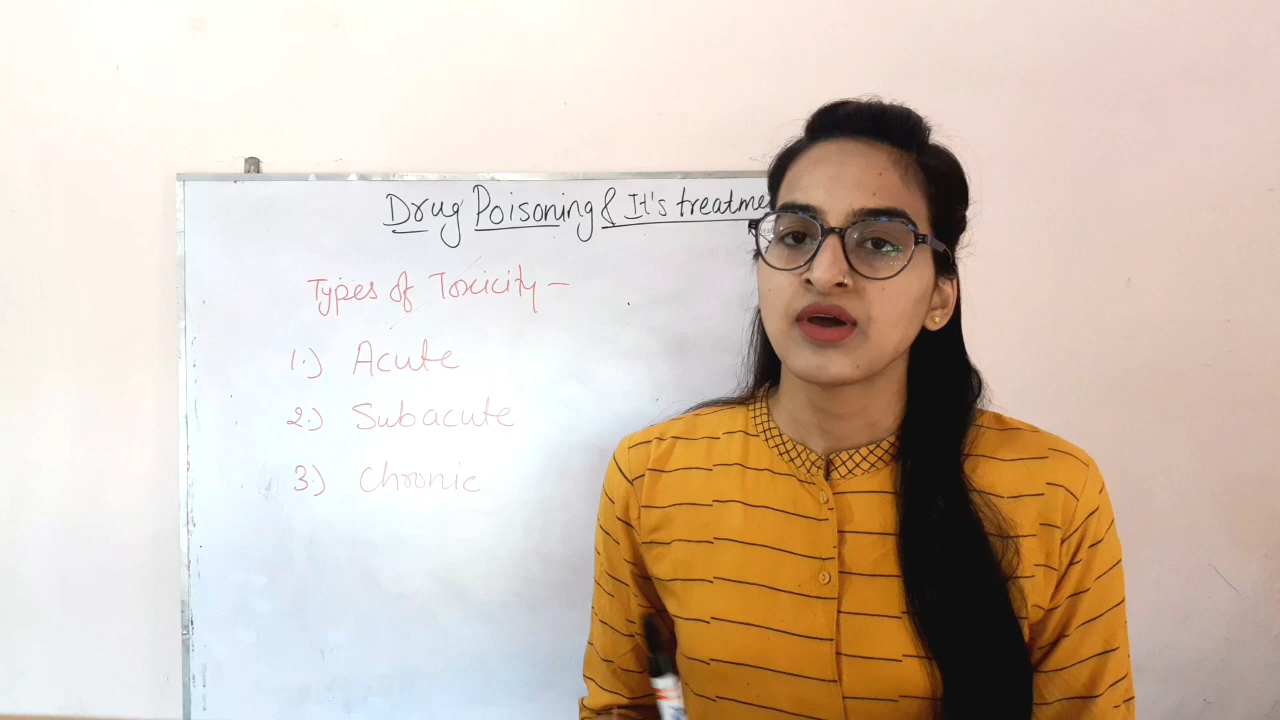 Drug Poisoning & It's treatme
Types of Toxicity -
1.) Acute
2.) Subacute
3.) Chronic